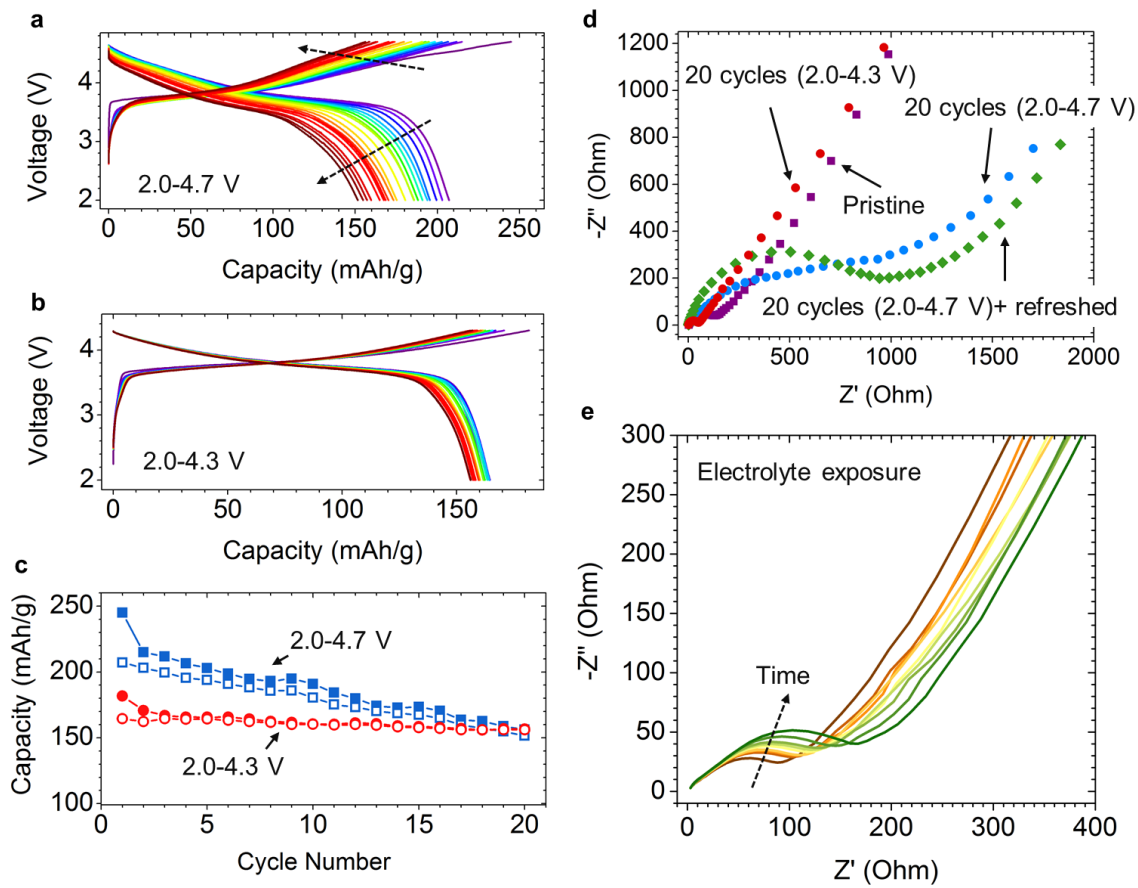 a
Voltage (V)
4
3
2
2.0-4.7 V
0 50 100 150 200 250
Capacity (mAh/g)
b
Voltage (V)
4
3
2
2.0-4.3 V
0 50 100 150
Capacity (mAh/g)
c
Capacity (mAh/g)
250
200
150
100
2.0-4.7 V
2.0-4.3 V
0 5 10 15 20
Cycle Number
d
-Z" (Ohm)
1200
1000
800
600
400
200
0
20 cycles (2.0-4.3 V)
20 cycles (2.0-4.7 V)
Pristine
20 cycles (2.0-4.7 V)+ refreshed
0 500 1000 1500 2000
Z' (Ohm)
e
-Z" (Ohm)
300
250
200
150
100
50
0
Electrolyte exposure
Time
0 100 200 300 400
Z' (Ohm)